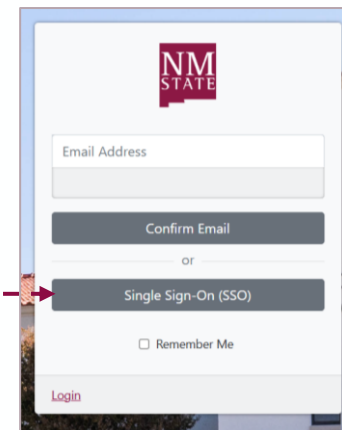 NM
STATE
Email Address
Confirm Email
or
Single Sign-On (SSO)
Remember Me
Login